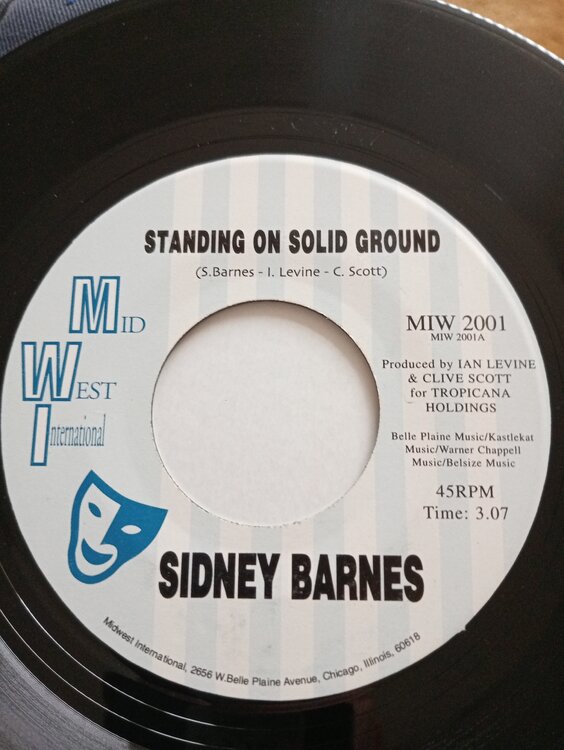 STANDING ON SOLID GROUND
(S.Barnes - I. Levine - C. Scott)
MID
WEST
International
MIW 2001
MIW 2001A
Produced by IAN LEVINE
& CLIVE SCOTT
for TROPICANA
HOLDINGS
Belle Plaine Music/Kastlekat
Music/Warner Chappell
Music/Belsize Music
45RPM
Time: 3.07
SIDNEY BARNES
Midwest International, 2656 W.Belle Plaine Avenue, Chicago, Illinois, 60618